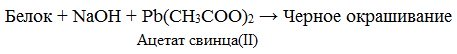 Белок + NaOH + Pb(CH3COO)2 → Черное окрашивание
Ацетат свинца(II)